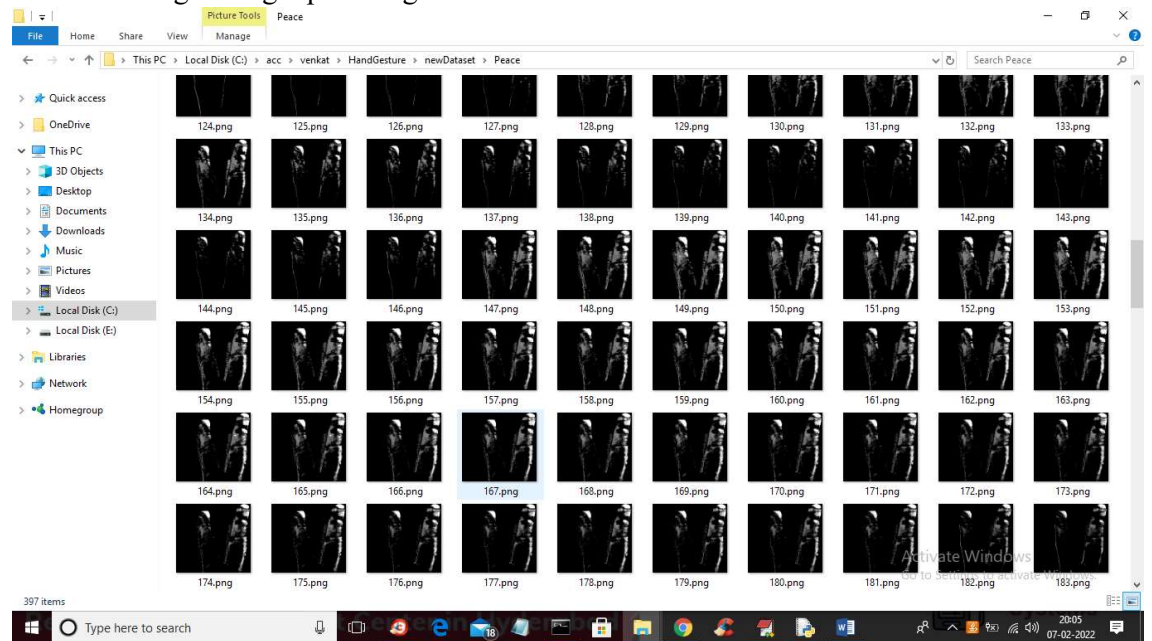 Picture Tools Peace
File Home Share View Manage
This PC > Local Disk (C:) > acc > venkat > HandGesture > newDataset > Peace
Search Peace
Quick access
OneDrive
This PC
3D Objects
Desktop
Documents
Downloads
Music
Pictures
Videos
Local Disk (C:)
Local Disk (E:)
Libraries
Network
Homegroup
124.png 125.png 126.png 127.png 128.png 129.png 130.png 131.png 132.png 133.png
134.png 135.png 136.png 137.png 138.png 139.png 140.png 141.png 142.png 143.png
144.png 145.png 146.png 147.png 148.png 149.png 150.png 151.png 152.png 153.png
154.png 155.png 156.png 157.png 158.png 159.png 160.png 161.png 162.png 163.png
164.png 165.png 166.png 167.png 168.png 169.png 170.png 171.png 172.png 173.png
174.png 175.png 176.png 177.png 178.png 179.png 180.png 181.png 182.png 183.png
Activate Windows
Go to Settings to activate Windows.
397 items
Type here to search
18
20:05
07-02-2022